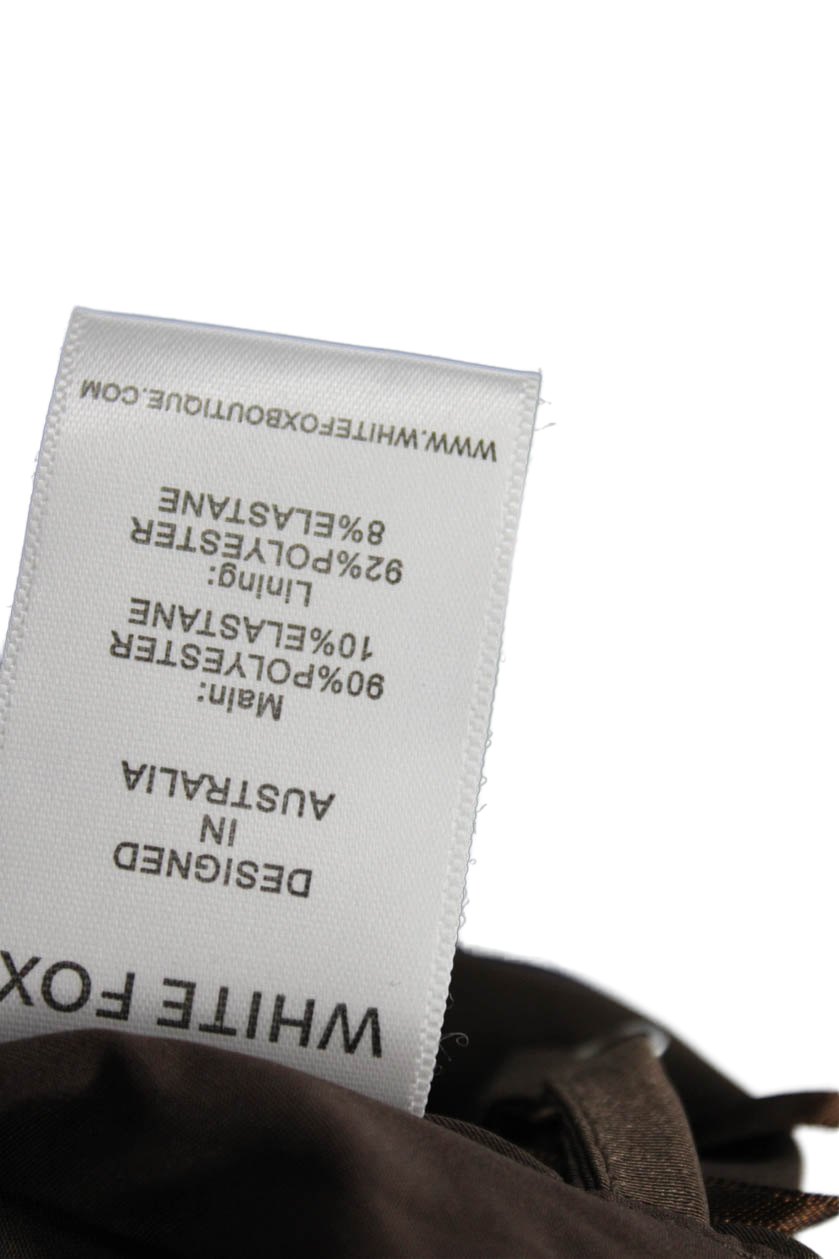 WHITE FOX
DESIGNED
IN
AUSTRALIA
Main:
90%POLYESTER
10%ELASTANE
Lining:
92%POLYESTER
8%ELASTANE
WWW.WHITEFOXBOUTIQUE.COM